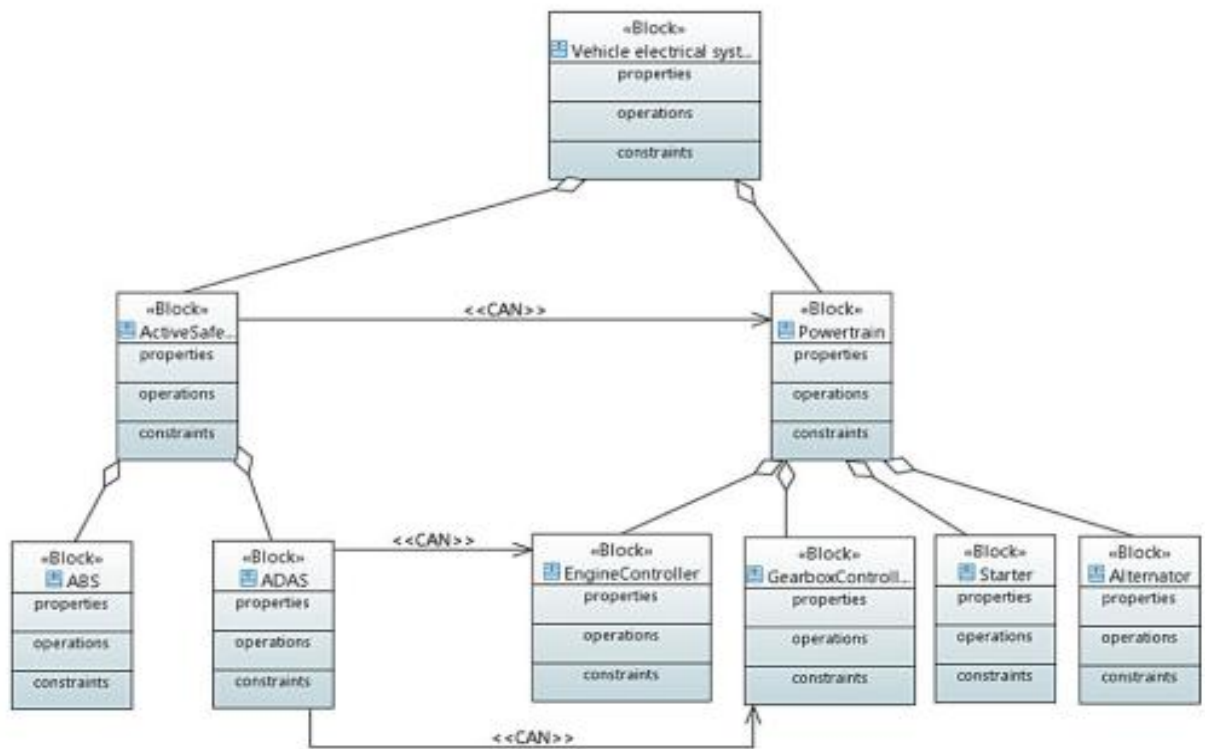 «Block»
Vehicle electrical syst...
properties
operations
constraints
«Block»
ActiveSafe...
properties
operations
constraints
<<CAN>>
«Block»
Powertrain
properties
operations
constraints
«Block»
ABS
properties
operations
constraints
«Block»
ADAS
properties
operations
constraints
<<CAN>>
«Block»
EngineController
properties
operations
constraints
«Block»
GearboxControll...
properties
operations
constraints
«Block»
Starter
properties
operations
constraints
«Block»
Alternator
properties
operations
constraints
<<CAN>>